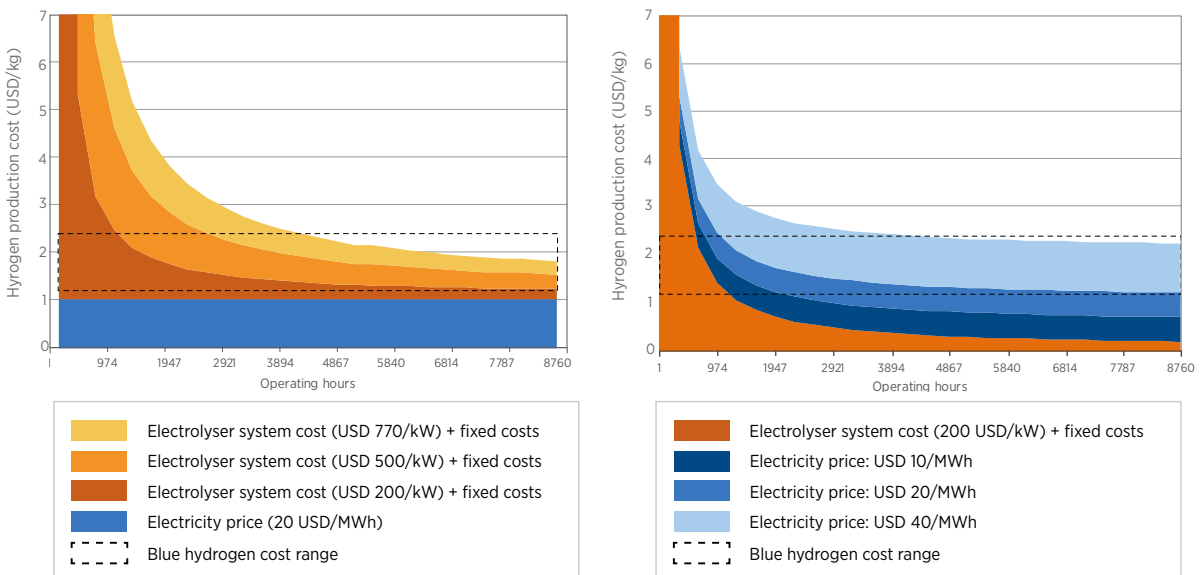 Hyrogen production cost (USD/kg)
7
6
5
4
3
2
1
0
1 974 1947 2921 3894 4867 5840 6814 7787 8760
Operating hours
Electrolyser system cost (USD 770/kW) + fixed costs
Electrolyser system cost (USD 500/kW) + fixed costs
Electrolyser system cost (USD 200/kW) + fixed costs
Electricity price (20 USD/MWh)
Blue hydrogen cost range
Hyrogen production cost (USD/kg)
7
6
5
4
3
2
1
0
1 974 1947 2921 3894 4867 5840 6814 7787 8760
Operating hours
Electrolyser system cost (200 USD/kW) + fixed costs
Electricity price: USD 10/MWh
Electricity price: USD 20/MWh
Electricity price: USD 40/MWh
Blue hydrogen cost range